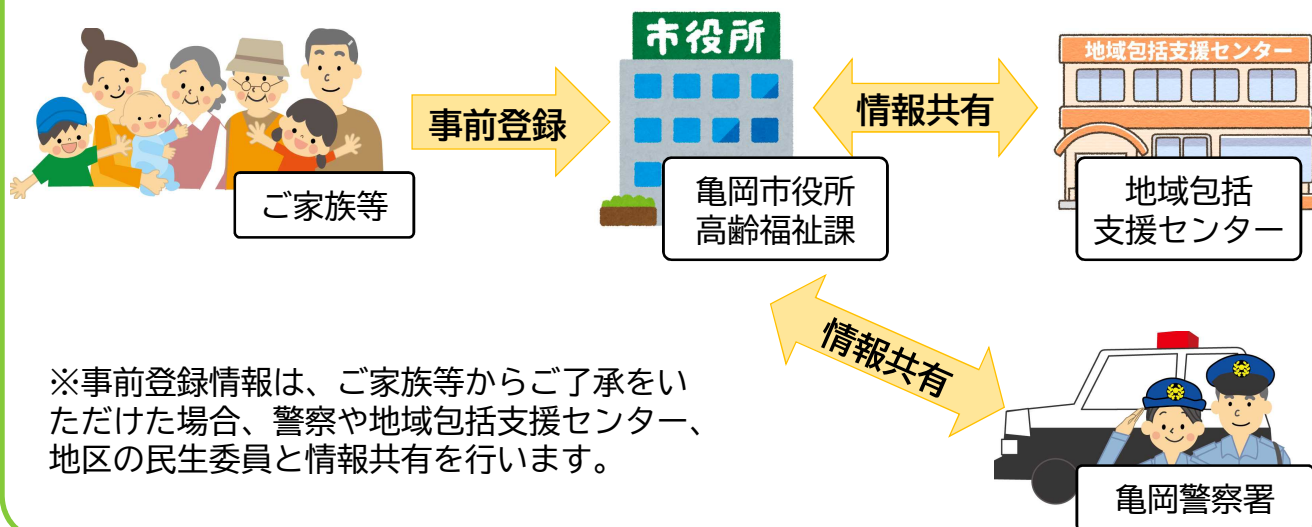 市役所
地域包括支援センター
事前登録
情報共有
ご家族等
亀岡市役所
高齢福祉課
地域包括
支援センター
情報共有
※事前登録情報は、ご家族等からご了承をい
ただけた場合、警察や地域包括支援センター、
地区の民生委員と情報共有を行います。
亀岡警察署